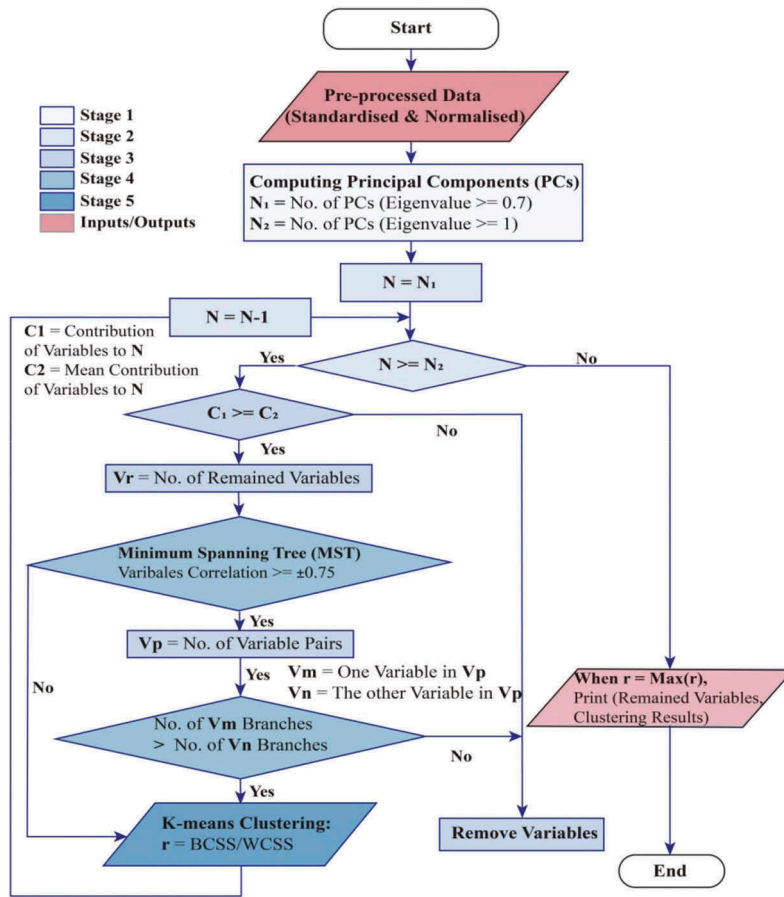 Start
Pre-processed Data
(Standardised & Normalised)
Stage 1
Stage 2
Stage 3
Stage 4
Stage 5
Inputs/Outputs
Computing Principal Components (PCs)
N₁ = No. of PCs (Eigenvalue >= 0.7)
N₂ = No. of PCs (Eigenvalue >= 1)
N = N₁
N = N-1
C1 = Contribution
of Variables to N
C2 = Mean Contribution
of Variables to N
Yes
N >= N₂
No
C₁ >= C₂
No
Yes
Vr = No. of Remained Variables
Minimum Spanning Tree (MST)
Varibales Correlation >= ±0.75
Yes
Vp = No. of Variable Pairs
No
Yes
Vm = One Variable in Vp
Vn = The other Variable in Vp
When r = Max(r),
Print (Remained Variables,
Clustering Results)
No. of Vm Branches
> No. of Vn Branches
No
Yes
K-means Clustering:
r = BCSS/WCSS
Remove Variables
End